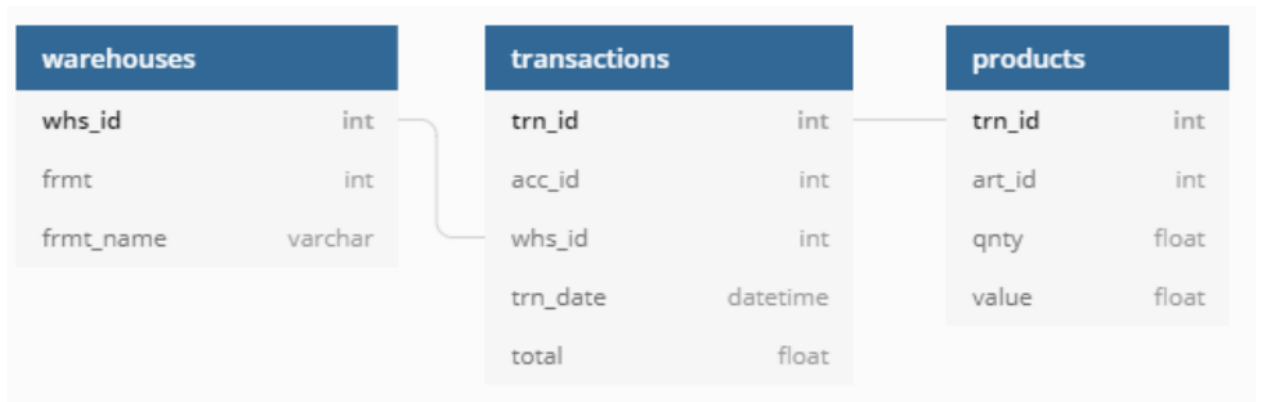 warehouses
whs_id int
frmt int
frmt_name varchar
transactions
trn_id int
acc_id int
whs_id int
trn_date datetime
total float
products
trn_id int
art_id int
qnty float
value float